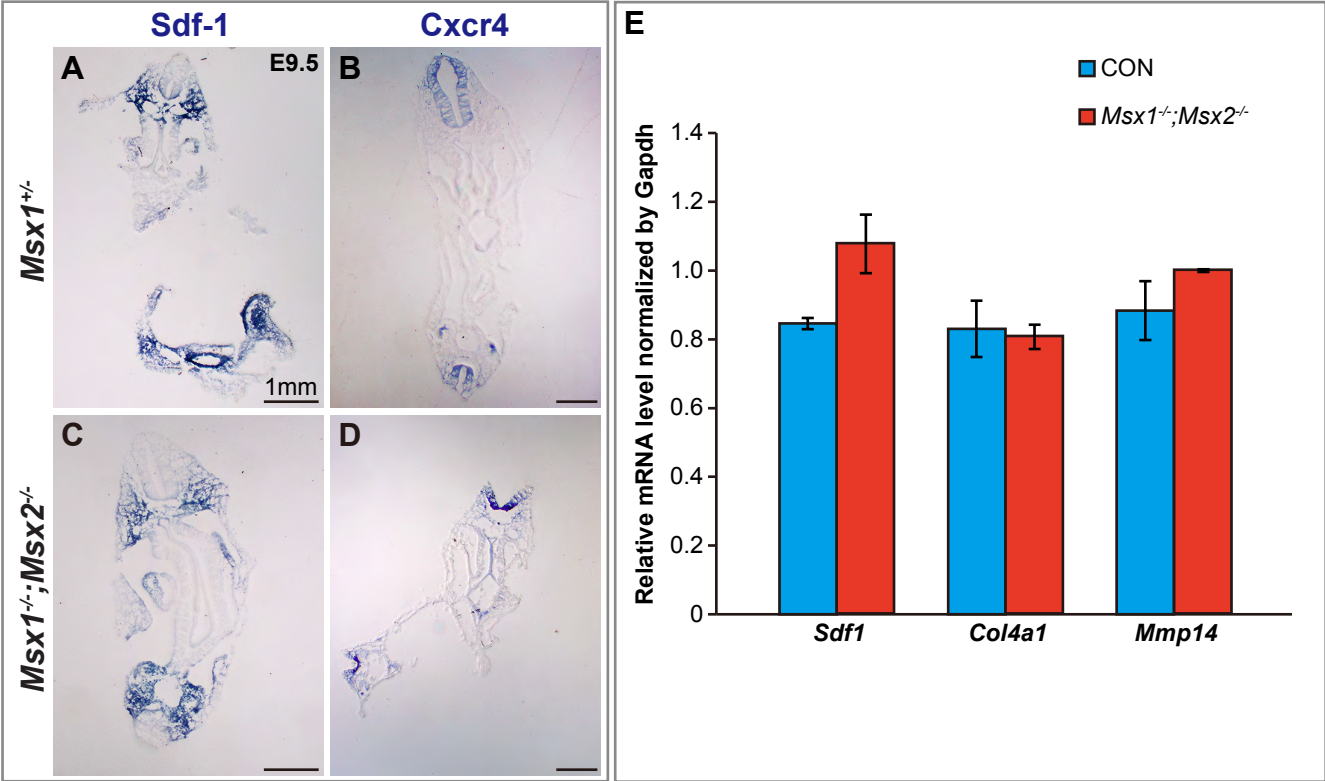 Sdf-1
Cxcr4
A
E9.5
B
Msx1+/-
1mm
C
D
Msx1-/-;Msx2-/-
E
CON
Msx1-/-;Msx2-/-
Relative mRNA level normalized by Gapdh
1.4
1.2
1.0
0.8
0.6
0.4
0.2
0
Sdf1
Col4a1
Mmp14